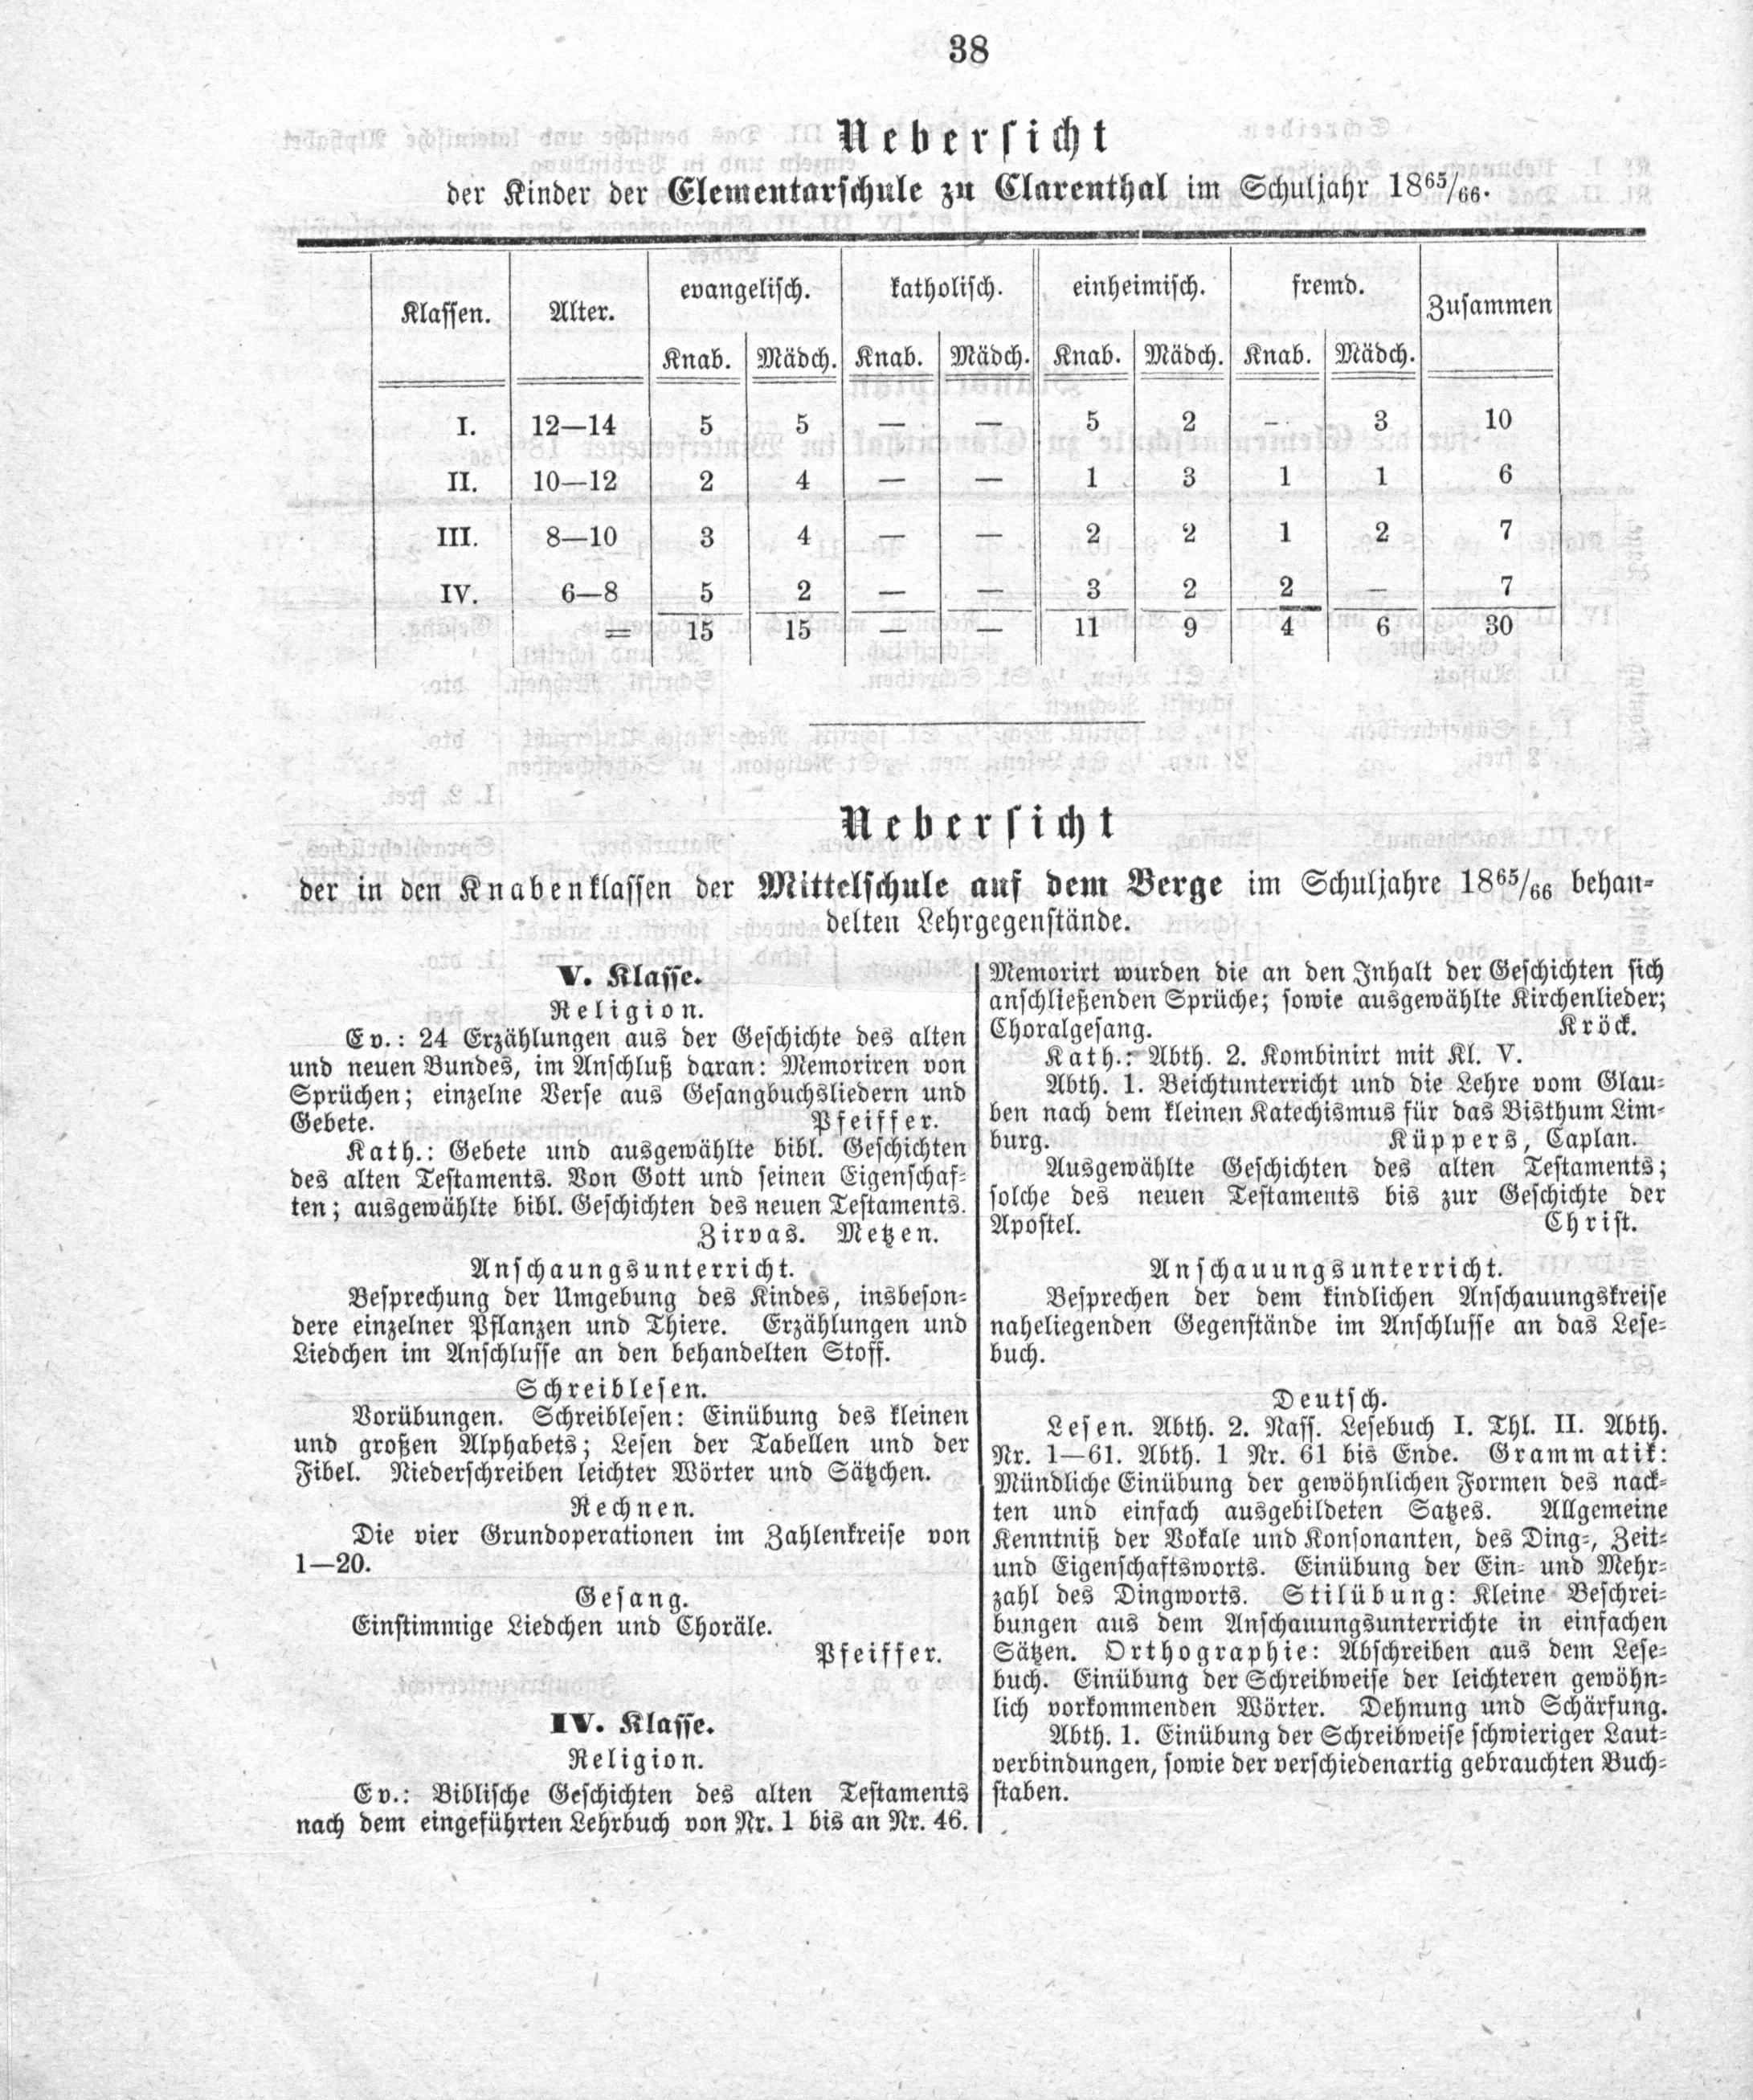 38
Uebersicht
der Kinder der Elementarschule zu Clarenthal im Schuljahr 18⁶⁵/₆₆.
Klassen. Alter. evangelisch. katholisch. einheimisch. fremd. Zusammen
Knab. Mädch. Knab. Mädch. Knab. Mädch. Knab. Mädch.
I. 12—14 5 5 — — 5 2 — 3 10
II. 10—12 2 4 — — 1 3 1 1 6
III. 8—10 3 4 — — 2 2 1 2 7
IV. 6—8 5 2 — — 3 2 2 — 7
= 15 15 — — 11 9 4 6 30
Uebersicht
der in den Knabenklassen der Mittelschule auf dem Berge im Schuljahre 18⁶⁵/₆₆ behan-
delten Lehrgegenstände.
V. Klasse.
Religion.
Ev.: 24 Erzählungen aus der Geschichte des alten
und neuen Bundes, im Anschluß daran: Memoriren von
Sprüchen; einzelne Verse aus Gesangbuchsliedern und
Gebete. Pfeiffer.
Kath.: Gebete und ausgewählte bibl. Geschichten
des alten Testaments. Von Gott und seinen Eigenschaf-
ten; ausgewählte bibl. Geschichten des neuen Testaments.
Zirvas. Metzen.
Anschaungsunterricht.
Besprechung der Umgebung des Kindes, insbeson-
dere einzelner Pflanzen und Thiere. Erzählungen und
Liedchen im Anschlusse an den behandelten Stoff.
Schreiblesen.
Vorübungen. Schreiblesen: Einübung des kleinen
und großen Alphabets; Lesen der Tabellen und der
Fibel. Niederschreiben leichter Wörter und Sätzchen.
Rechnen.
Die vier Grundoperationen im Zahlenkreise von
1—20.
Gesang.
Einstimmige Liedchen und Choräle.
Pfeiffer.
IV. Klasse.
Religion.
Ev.: Biblische Geschichten des alten Testaments
nach dem eingeführten Lehrbuch von Nr. 1 bis an Nr. 46.
Memorirt wurden die an den Inhalt der Geschichten sich
anschließenden Sprüche; sowie ausgewählte Kirchenlieder;
Choralgesang. Kröck.
Kath.: Abth. 2. Kombinirt mit Kl. V.
Abth. 1. Beichtunterricht und die Lehre vom Glau-
ben nach dem kleinen Katechismus für das Bisthum Lim-
burg. Küppers, Caplan.
Ausgewählte Geschichten des alten Testaments;
solche des neuen Testaments bis zur Geschichte der
Apostel. Christ.
Anschauungsunterricht.
Besprechen der dem kindlichen Anschauungskreise
naheliegenden Gegenstände im Anschlusse an das Lese-
buch.
Deutsch.
Lesen. Abth. 2. Nass. Lesebuch I. Thl. II. Abth.
Nr. 1—61. Abth. 1 Nr. 61 bis Ende. Grammatik:
Mündliche Einübung der gewöhnlichen Formen des nack-
ten und einfach ausgebildeten Satzes. Allgemeine
Kenntniß der Vokale und Konsonanten, des Ding-, Zeit-
und Eigenschaftsworts. Einübung der Ein- und Mehr-
zahl des Dingworts. Stilübung: Kleine Beschrei-
bungen aus dem Anschauungsunterrichte in einfachen
Sätzen. Orthographie: Abschreiben aus dem Lese-
buch. Einübung der Schreibweise der leichteren gewöhn-
lich vorkommenden Wörter. Dehnung und Schärfung.
Abth. 1. Einübung der Schreibweise schwieriger Laut-
verbindungen, sowie der verschiedenartig gebrauchten Buch-
staben.